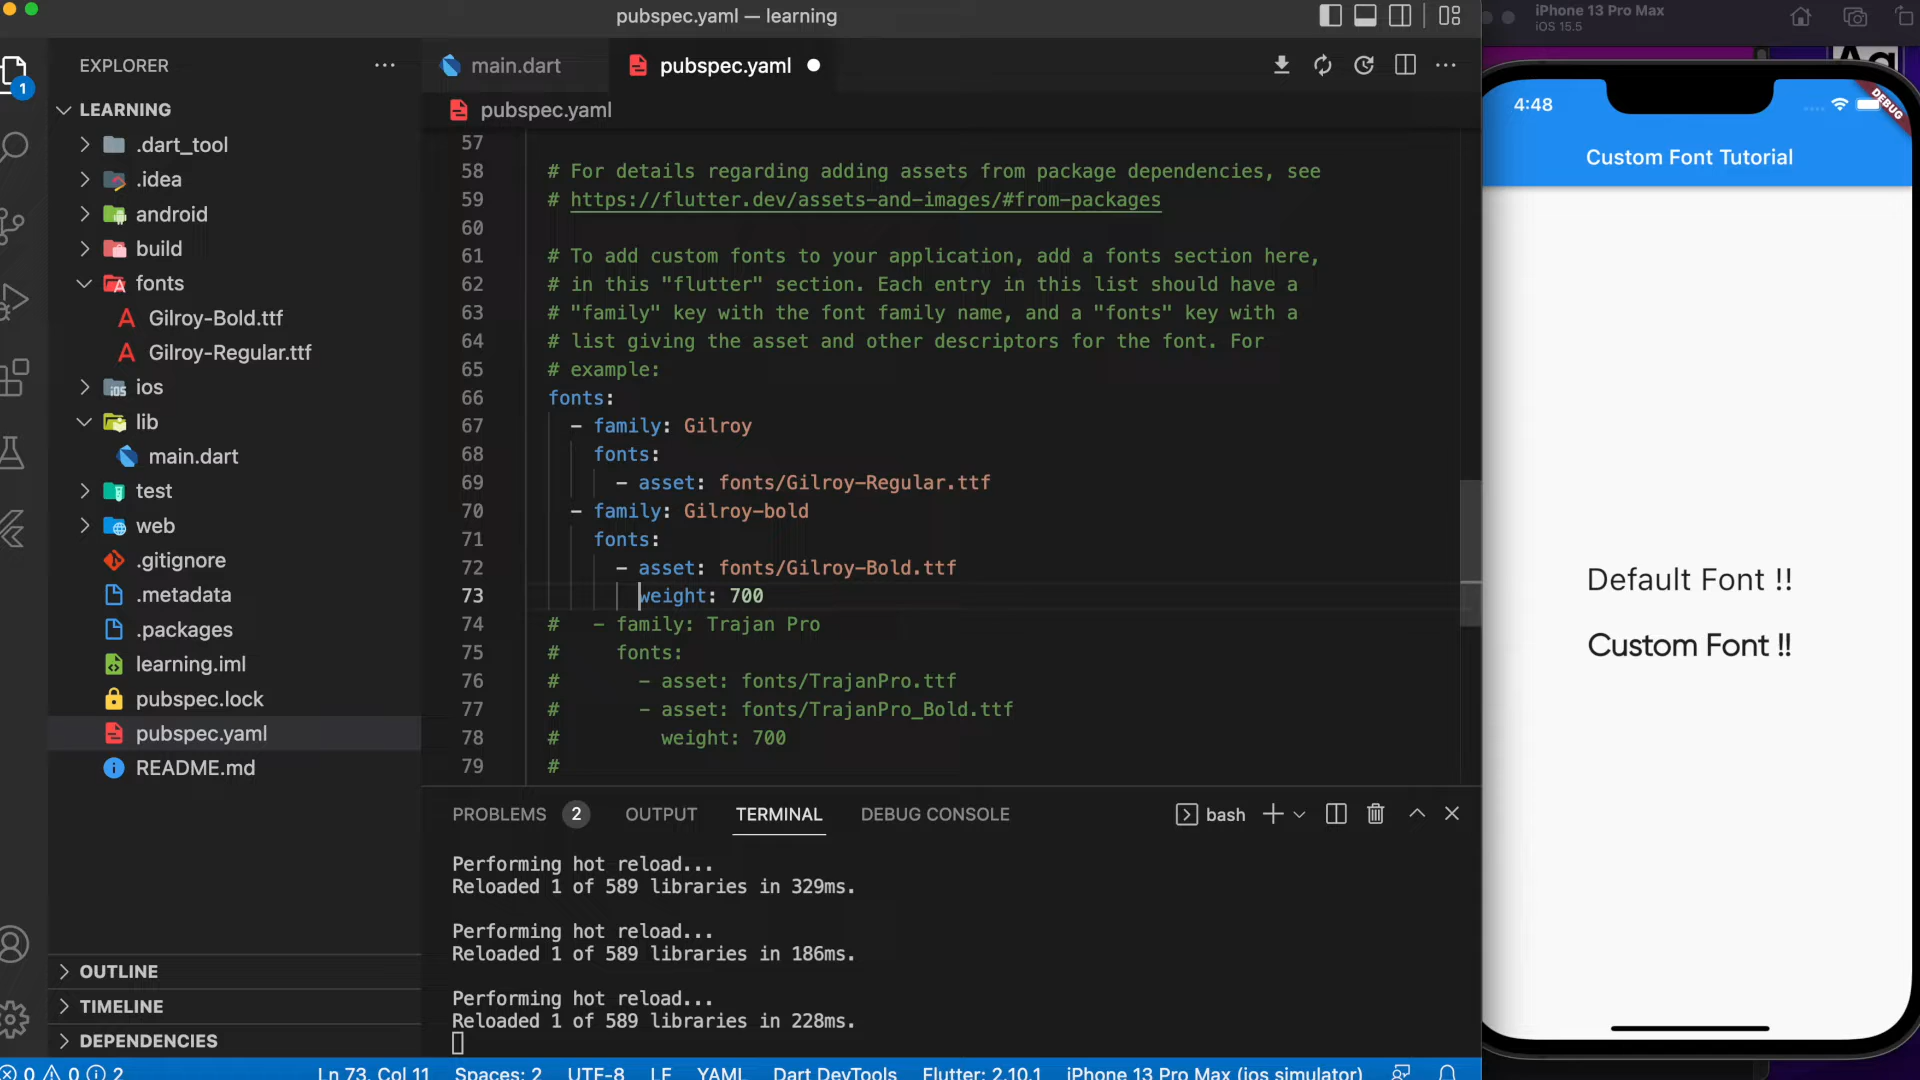 pubspec.yaml — learning
iPhone 13 Pro Max
iOS 15.5
EXPLORER
main.dart
pubspec.yaml
1
LEARNING
.dart_tool
.idea
android
build
fonts
Gilroy-Bold.ttf
Gilroy-Regular.ttf
ios
lib
main.dart
test
web
.gitignore
.metadata
.packages
learning.iml
pubspec.lock
pubspec.yaml
README.md
OUTLINE
TIMELINE
DEPENDENCIES
pubspec.yaml
57
58 # For details regarding adding assets from package dependencies, see
59 # https://flutter.dev/assets-and-images/#from-packages
60
61 # To add custom fonts to your application, add a fonts section here,
62 # in this "flutter" section. Each entry in this list should have a
63 # "family" key with the font family name, and a "fonts" key with a
64 # list giving the asset and other descriptors for the font. For
65 # example:
66 fonts:
67 - family: Gilroy
68 fonts:
69 - asset: fonts/Gilroy-Regular.ttf
70 - family: Gilroy-bold
71 fonts:
72 - asset: fonts/Gilroy-Bold.ttf
73 weight: 700
74 # - family: Trajan Pro
75 # fonts:
76 # - asset: fonts/TrajanPro.ttf
77 # - asset: fonts/TrajanPro_Bold.ttf
78 # weight: 700
79 #
PROBLEMS 2 OUTPUT TERMINAL DEBUG CONSOLE bash
Performing hot reload...
Reloaded 1 of 589 libraries in 329ms.
Performing hot reload...
Reloaded 1 of 589 libraries in 186ms.
Performing hot reload...
Reloaded 1 of 589 libraries in 228ms.
0 0 2 Ln 73, Col 11 Spaces: 2 UTF-8 LF YAML Dart DevTools Flutter: 2.10.1 iPhone 13 Pro Max (ios simulator)
Ag
4:48
DEBUG
Custom Font Tutorial
Default Font !!
Custom Font !!